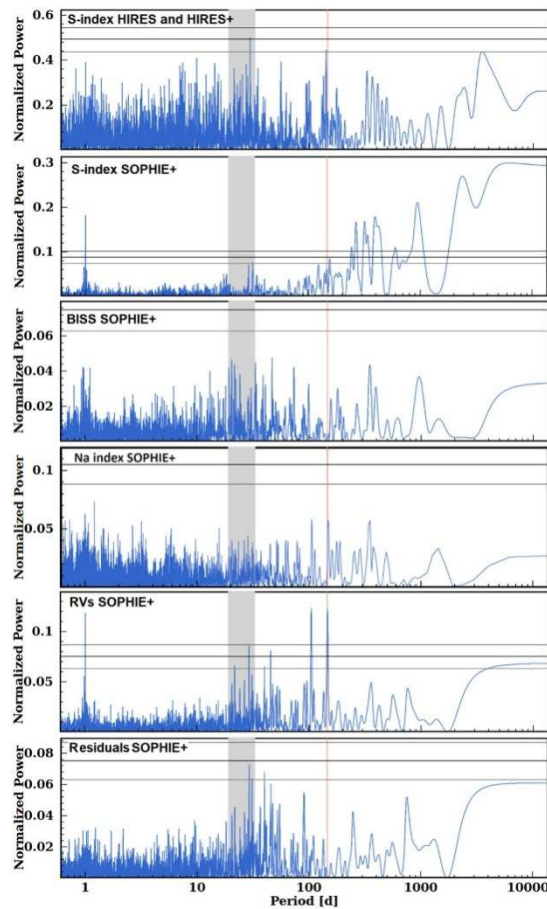 S-index HIRES and HIRES+
Normalized Power
0.6
0.4
0.2
S-index SOPHIE+
Normalized Power
0.3
0.2
0.1
BISS SOPHIE+
Normalized Power
0.06
0.04
0.02
Na index SOPHIE+
Normalized Power
0.1
0.05
RVs SOPHIE+
Normalized Power
0.1
0.05
Residuals SOPHIE+
Normalized Power
0.08
0.06
0.04
0.02
1 10 100 1000 10000
Period [d]